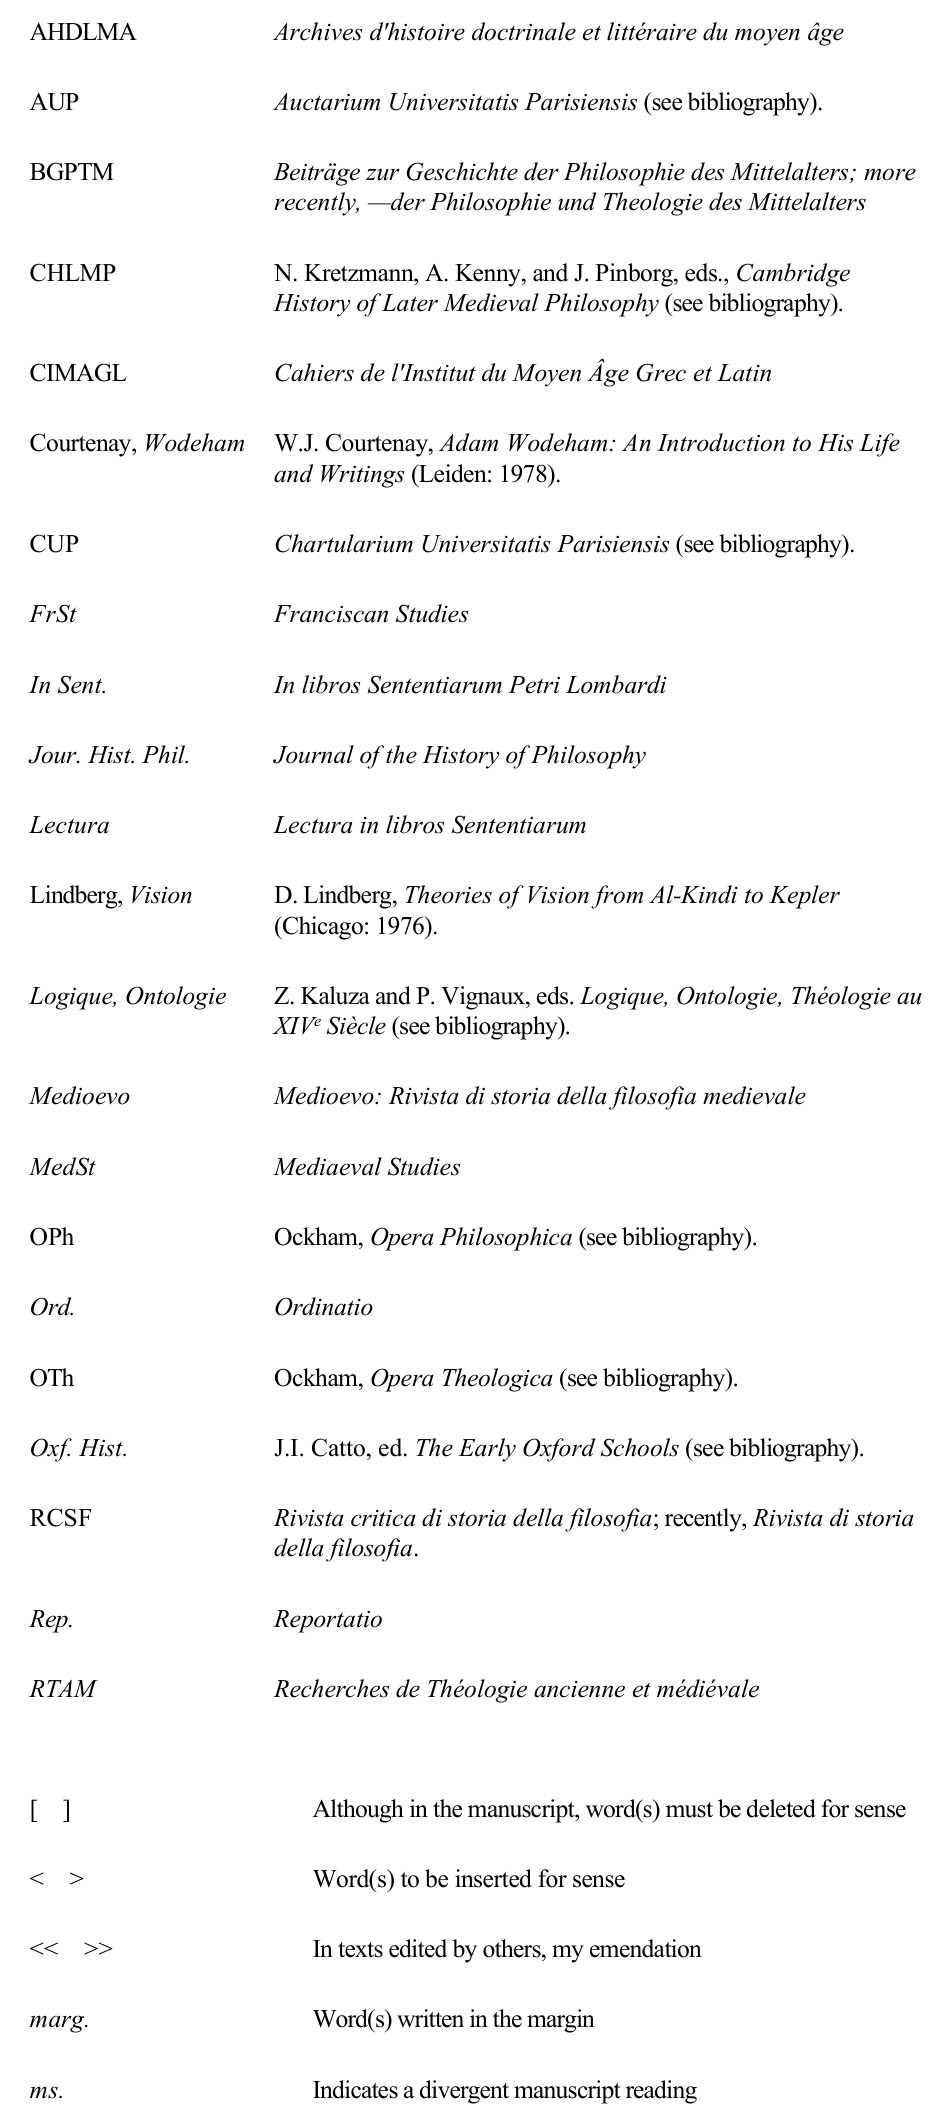 AHDLMA Archives d'histoire doctrinale et littéraire du moyen âge
AUP Auctarium Universitatis Parisiensis (see bibliography).
BGPTM Beiträge zur Geschichte der Philosophie des Mittelalters; more
recently, —der Philosophie und Theologie des Mittelalters
CHLMP N. Kretzmann, A. Kenny, and J. Pinborg, eds., Cambridge
History of Later Medieval Philosophy (see bibliography).
CIMAGL Cahiers de l'Institut du Moyen Âge Grec et Latin
Courtenay, Wodeham W.J. Courtenay, Adam Wodeham: An Introduction to His Life
and Writings (Leiden: 1978).
CUP Chartularium Universitatis Parisiensis (see bibliography).
FrSt Franciscan Studies
In Sent. In libros Sententiarum Petri Lombardi
Jour. Hist. Phil. Journal of the History of Philosophy
Lectura Lectura in libros Sententiarum
Lindberg, Vision D. Lindberg, Theories of Vision from Al-Kindi to Kepler
(Chicago: 1976).
Logique, Ontologie Z. Kaluza and P. Vignaux, eds. Logique, Ontologie, Théologie au
XIVe Siècle (see bibliography).
Medioevo Medioevo: Rivista di storia della filosofia medievale
MedSt Mediaeval Studies
OPh Ockham, Opera Philosophica (see bibliography).
Ord. Ordinatio
OTh Ockham, Opera Theologica (see bibliography).
Oxf. Hist. J.I. Catto, ed. The Early Oxford Schools (see bibliography).
RCSF Rivista critica di storia della filosofia; recently, Rivista di storia
della filosofia.
Rep. Reportatio
RTAM Recherches de Théologie ancienne et médiévale
[ ] Although in the manuscript, word(s) must be deleted for sense
< > Word(s) to be inserted for sense
<< >> In texts edited by others, my emendation
marg. Word(s) written in the margin
ms. Indicates a divergent manuscript reading